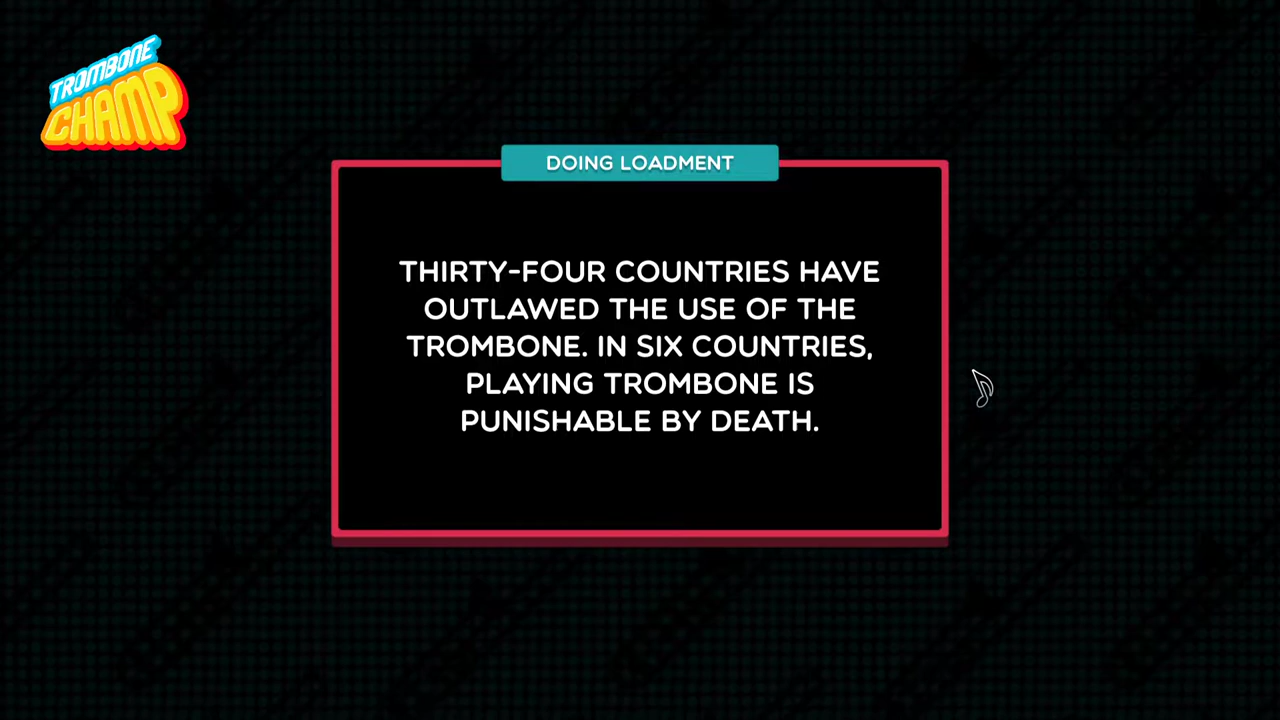 TROMBONE
CHAMP
DOING LOADMENT
THIRTY-FOUR COUNTRIES HAVE
OUTLAWED THE USE OF THE
TROMBONE. IN SIX COUNTRIES,
PLAYING TROMBONE IS
PUNISHABLE BY DEATH.